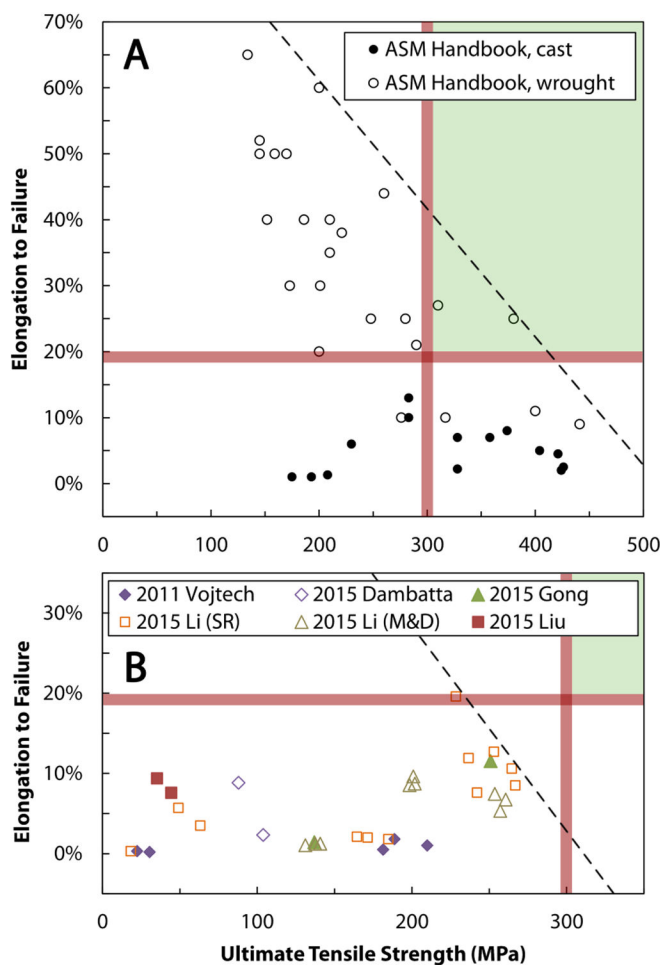 A
ASM Handbook, cast
ASM Handbook, wrought
70%
60%
50%
40%
30%
20%
10%
0%
Elongation to Failure
0 100 200 300 400 500
B
2011 Vojtech 2015 Dambatta 2015 Gong
2015 Li (SR) 2015 Li (M&D) 2015 Liu
30%
20%
10%
0%
Elongation to Failure
0 100 200 300
Ultimate Tensile Strength (MPa)